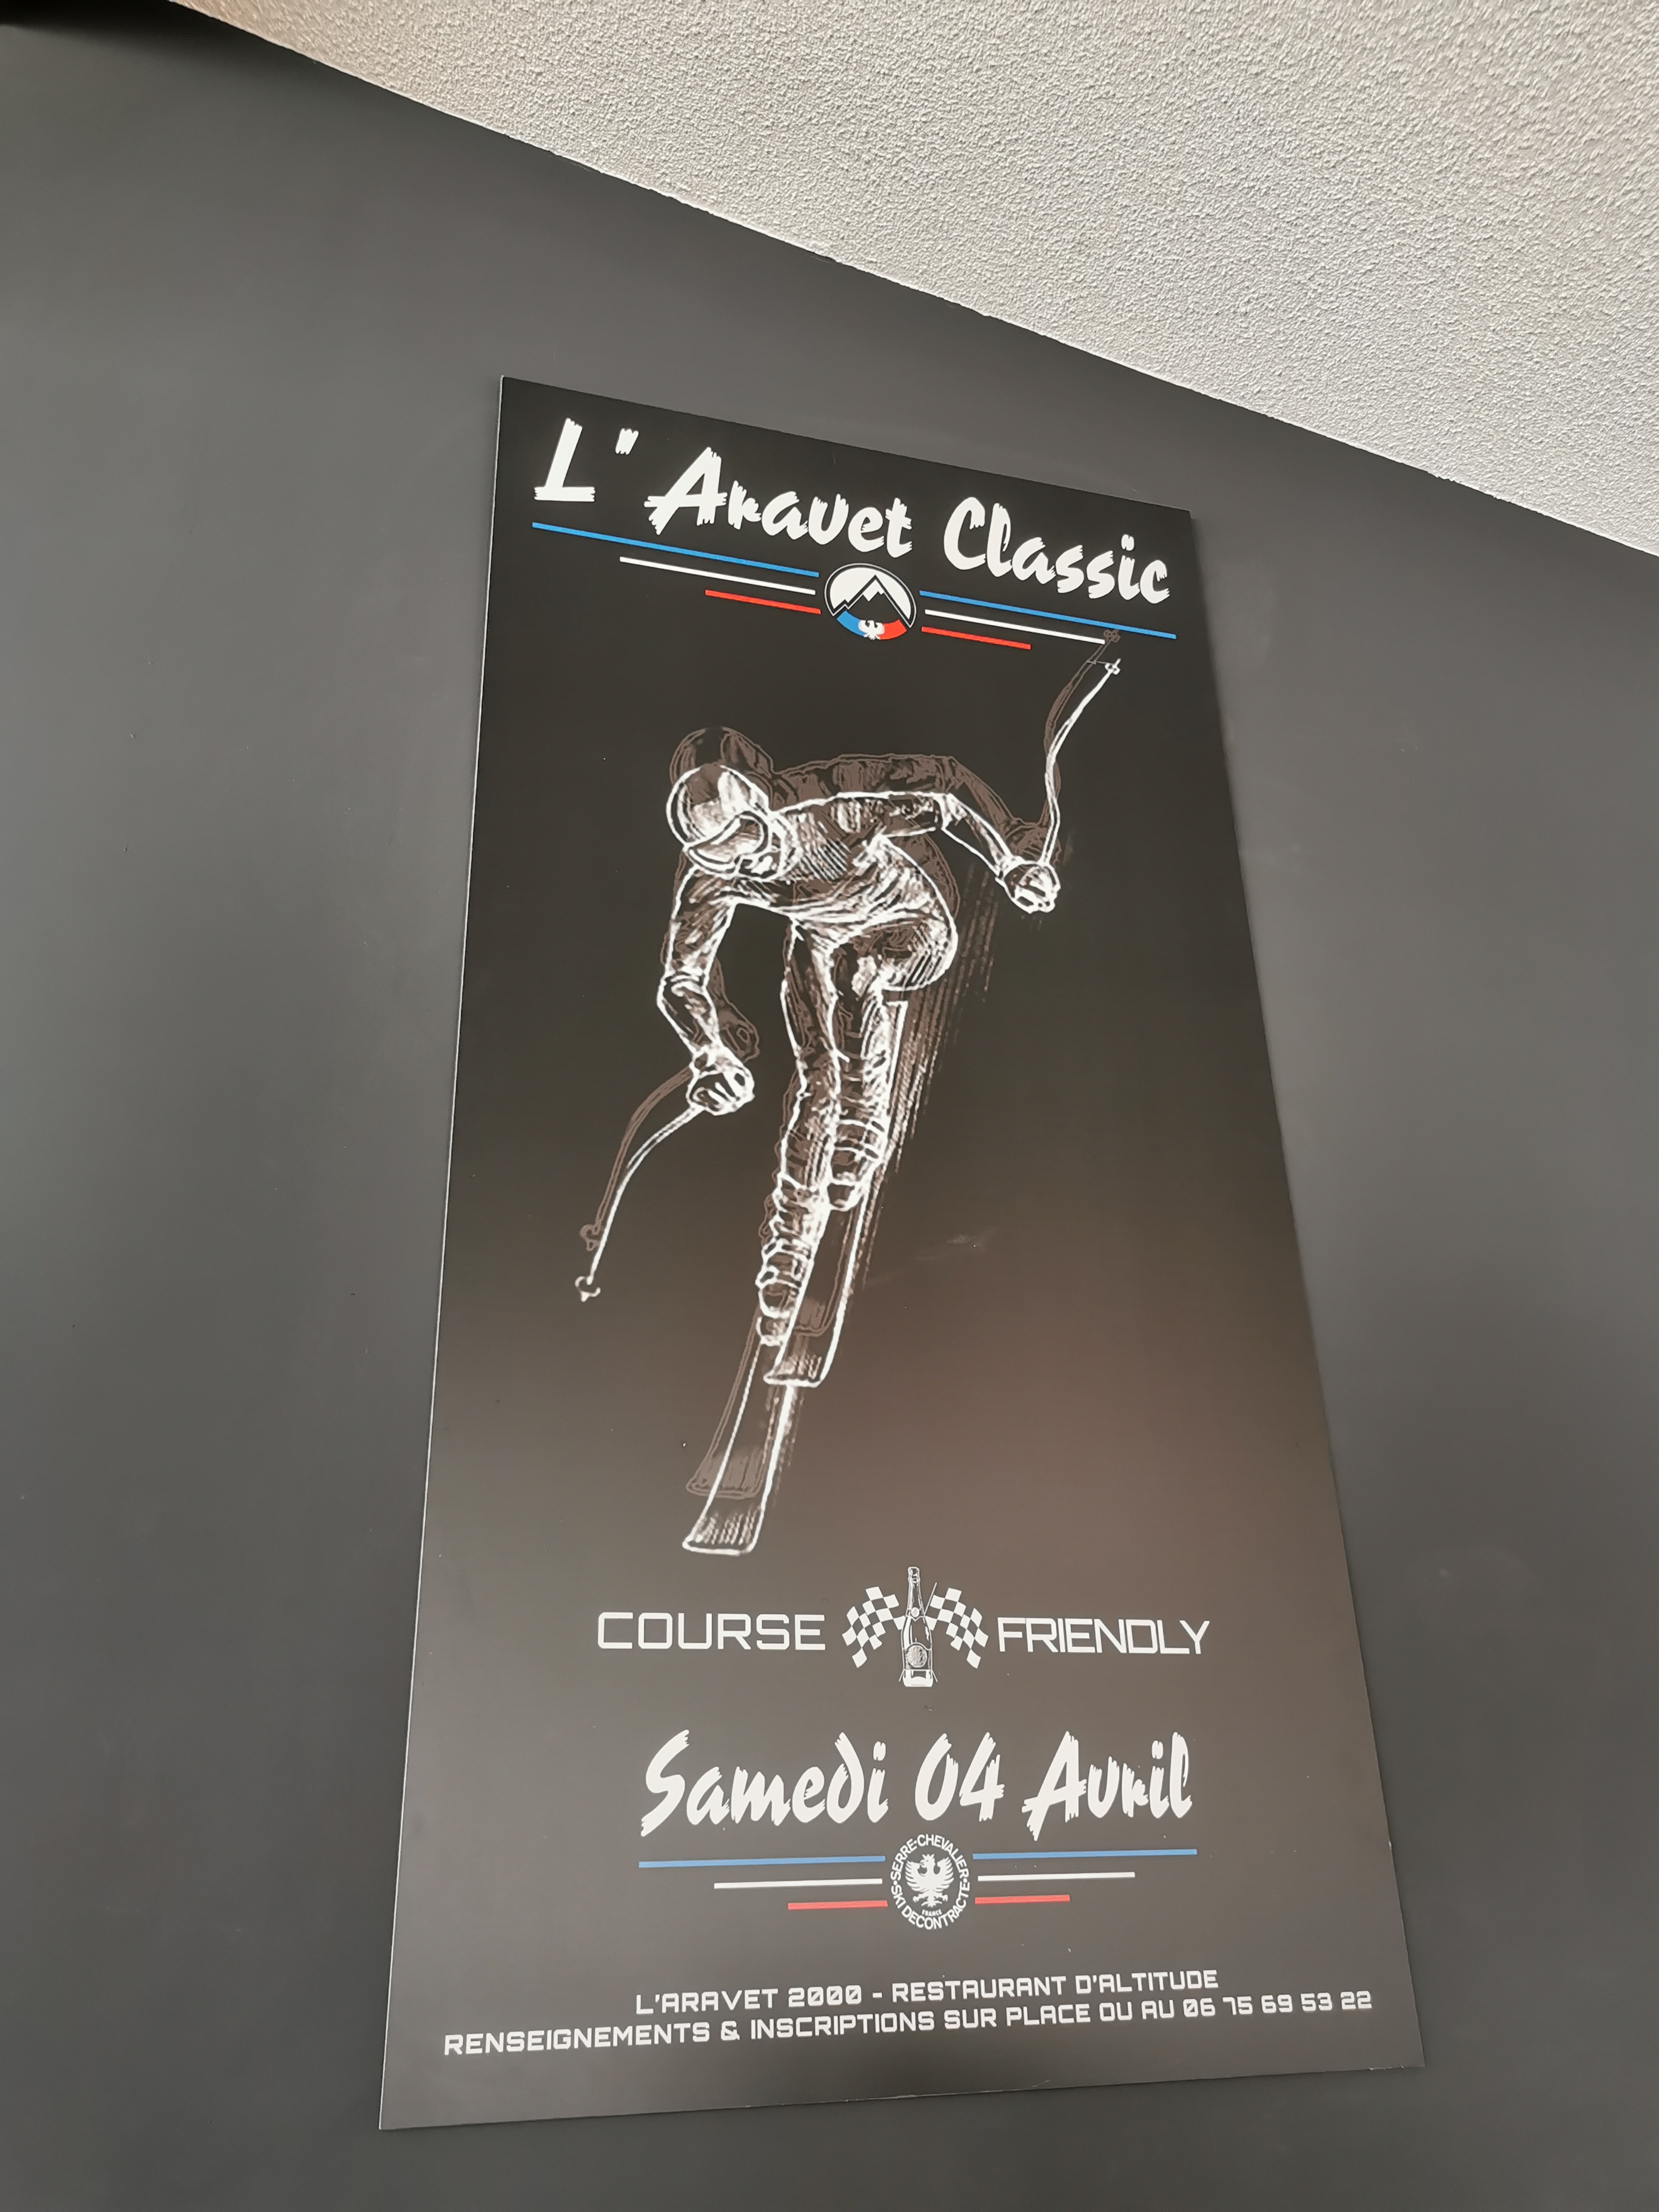 L'' Aravet Classic
COURSE FRIENDLY
Samedi 04 Avril
SERRE-CHEVALIER
SKI DECONTRACTE
FRANCE
L'ARAVET 2000 - RESTAURANT D'ALTITUDE
RENSEIGNEMENTS & INSCRIPTIONS SUR PLACE OU AU 06 75 69 53 22